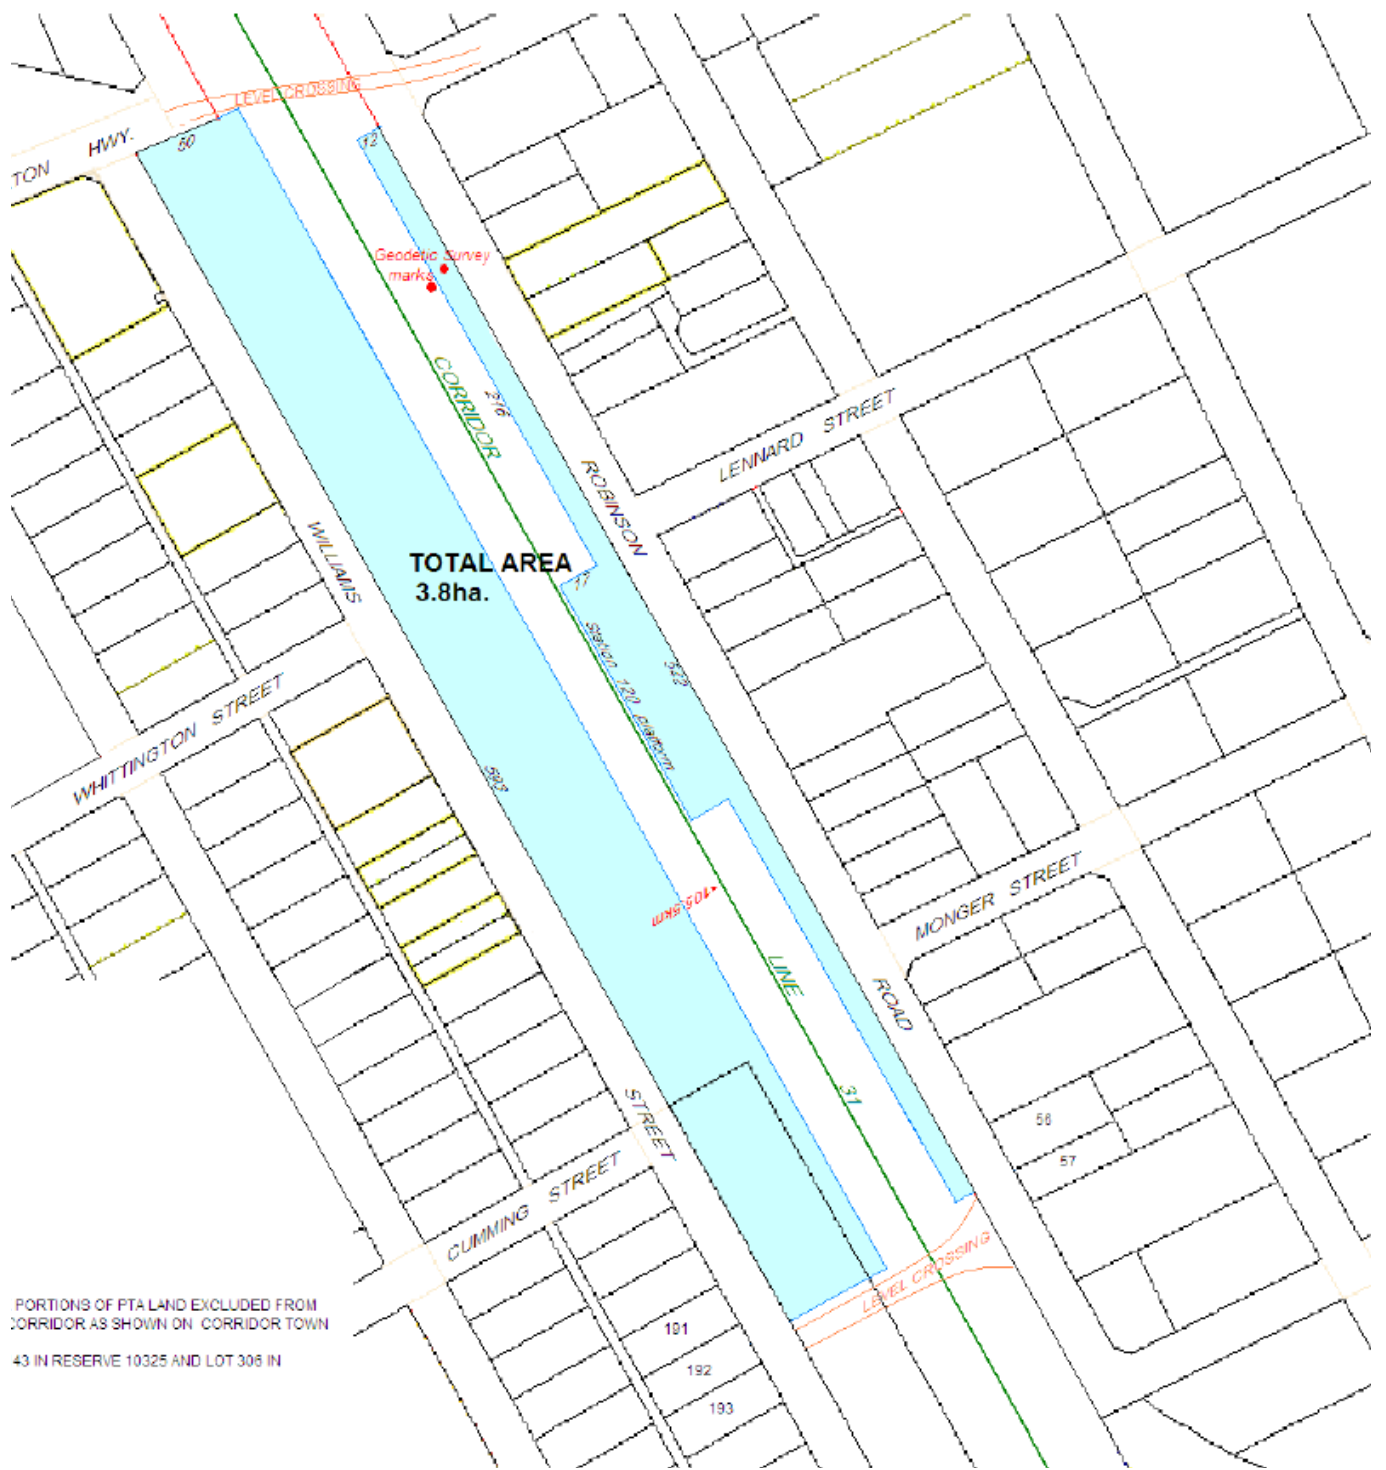 LEVEL CROSSING
TON HWY.
60
12
Geodetic Survey
marks
CORRIDOR
216
LENNARD STREET
ROBINSON
WILLIAMS
TOTAL AREA
3.8ha.
17
Station 120 platform
522
WHITTINGTON STREET
593
105.5km
MONGER STREET
LINE
ROAD
31
STREET
56
57
CUMMING STREET
LEVEL CROSSING
PORTIONS OF PTA LAND EXCLUDED FROM
CORRIDOR AS SHOWN ON CORRIDOR TOWN
43 IN RESERVE 10325 AND LOT 306 IN
191
192
193